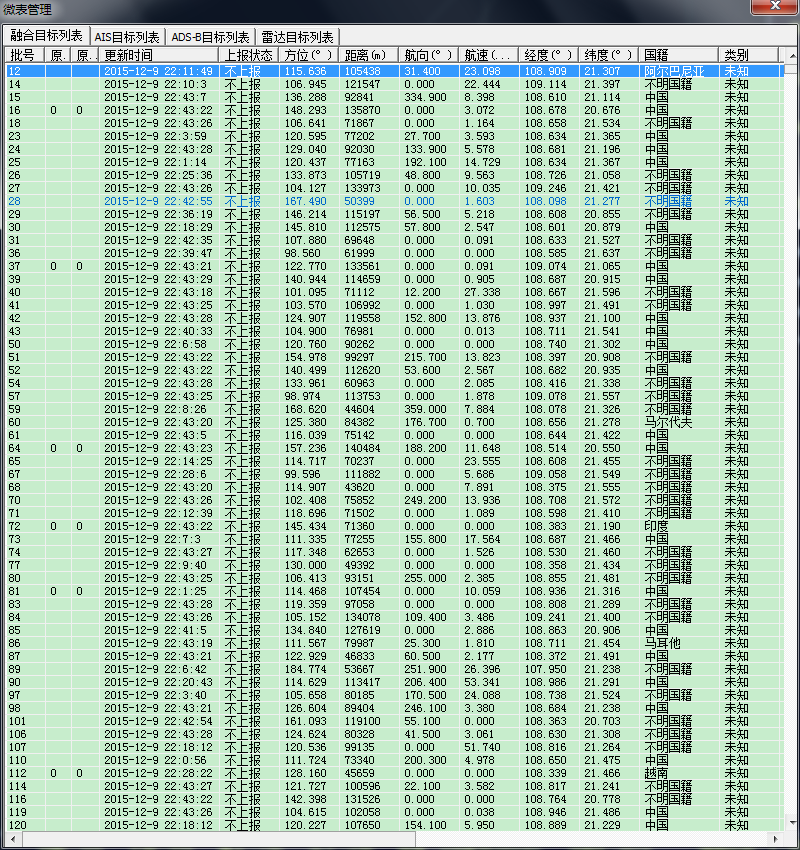 微表管理
融合目标列表 AIS目标列表 ADS-B目标列表 雷达目标列表
批号 原. 原. 更新时间 上报状态 方位(°) 距离(m) 航向(°) 航速(... 经度(°) 纬度(°) 国籍 类别
12 2015-12-9 22:11:49 不上报 115.636 105438 31.400 23.098 108.909 21.307 阿尔巴尼亚 未知
14 2015-12-9 22:10:3 不上报 106.945 121547 0.000 22.444 109.114 21.397 不明国籍 未知
15 2015-12-9 22:43:7 不上报 136.288 92841 334.900 8.398 108.610 21.114 中国 未知
16 0 0 2015-12-9 22:43:22 不上报 148.293 135870 0.000 3.072 108.678 20.676 中国 未知
18 2015-12-9 22:43:26 不上报 106.641 71867 0.000 1.164 108.658 21.534 不明国籍 未知
23 2015-12-9 22:3:59 不上报 120.595 77202 27.700 3.593 108.634 21.365 中国 未知
24 2015-12-9 22:43:28 不上报 129.040 92030 133.900 5.578 108.681 21.196 中国 未知
25 2015-12-9 22:1:14 不上报 120.437 77163 192.100 14.729 108.634 21.367 中国 未知
26 2015-12-9 22:25:36 不上报 133.873 105719 48.800 9.563 108.726 21.058 不明国籍 未知
27 2015-12-9 22:43:26 不上报 104.127 133973 0.000 10.035 109.246 21.421 不明国籍 未知
28 2015-12-9 22:42:55 不上报 167.490 50399 0.000 1.603 108.098 21.277 不明国籍 未知
29 2015-12-9 22:36:19 不上报 146.214 115197 56.500 5.218 108.608 20.855 不明国籍 未知
30 2015-12-9 22:18:29 不上报 145.810 112575 57.800 2.547 108.601 20.879 中国 未知
31 2015-12-9 22:42:35 不上报 107.880 69648 0.000 0.091 108.633 21.527 不明国籍 未知
36 2015-12-9 22:39:47 不上报 98.560 61999 0.000 0.000 108.585 21.637 不明国籍 未知
37 0 0 2015-12-9 22:43:21 不上报 122.770 133561 0.000 0.091 109.074 21.065 中国 未知
39 2015-12-9 22:43:29 不上报 140.944 114659 0.000 0.905 108.687 20.915 中国 未知
40 2015-12-9 22:43:18 不上报 101.095 71112 12.200 27.338 108.667 21.596 不明国籍 未知
41 2015-12-9 22:43:25 不上报 103.570 106992 0.000 1.030 108.997 21.491 不明国籍 未知
42 2015-12-9 22:43:28 不上报 124.907 119558 152.800 13.876 108.937 21.100 中国 未知
43 2015-12-9 22:40:33 不上报 104.900 76981 0.000 0.013 108.711 21.541 中国 未知
50 2015-12-9 22:6:58 不上报 120.760 90262 0.000 0.000 108.740 21.302 中国 未知
51 2015-12-9 22:43:22 不上报 154.978 99297 215.700 13.823 108.397 20.908 不明国籍 未知
52 2015-12-9 22:43:22 不上报 140.499 112620 53.600 2.567 108.682 20.935 中国 未知
54 2015-12-9 22:43:28 不上报 133.961 60963 0.000 2.085 108.416 21.338 不明国籍 未知
57 2015-12-9 22:43:25 不上报 98.974 113753 0.000 1.878 109.078 21.557 不明国籍 未知
59 2015-12-9 22:8:26 不上报 168.620 44604 359.000 7.884 108.078 21.326 不明国籍 未知
60 2015-12-9 22:43:20 不上报 125.380 84382 176.700 0.700 108.656 21.278 马尔代夫 未知
61 2015-12-9 22:43:5 不上报 116.039 75142 0.000 0.000 108.644 21.422 中国 未知
64 0 0 2015-12-9 22:43:23 不上报 157.236 140484 188.200 11.648 108.514 20.550 中国 未知
65 2015-12-9 22:14:25 不上报 114.717 70237 0.000 23.555 108.608 21.455 不明国籍 未知
67 2015-12-9 22:28:6 不上报 99.596 111882 0.000 5.686 109.058 21.549 不明国籍 未知
68 2015-12-9 22:43:20 不上报 114.907 43620 0.000 7.891 108.375 21.555 不明国籍 未知
70 2015-12-9 22:43:26 不上报 102.408 75852 249.200 13.936 108.708 21.572 不明国籍 未知
71 2015-12-9 22:12:39 不上报 118.696 71502 0.000 1.089 108.598 21.410 不明国籍 未知
72 0 0 2015-12-9 22:43:22 不上报 145.434 71360 0.000 0.000 108.383 21.190 印度 未知
73 2015-12-9 22:7:3 不上报 111.335 77255 155.800 17.564 108.687 21.466 中国 未知
74 2015-12-9 22:43:27 不上报 117.348 62653 0.000 1.526 108.530 21.460 不明国籍 未知
77 2015-12-9 22:9:40 不上报 130.000 49392 0.000 0.000 108.358 21.434 不明国籍 未知
80 2015-12-9 22:43:25 不上报 106.413 93151 255.000 2.385 108.855 21.481 不明国籍 未知
81 0 0 2015-12-9 22:1:25 不上报 114.468 107454 0.000 10.059 108.936 21.316 中国 未知
83 2015-12-9 22:43:28 不上报 119.359 97058 0.000 0.000 108.808 21.289 不明国籍 未知
84 2015-12-9 22:43:26 不上报 105.152 134078 109.400 3.486 109.241 21.400 不明国籍 未知
85 2015-12-9 22:41:5 不上报 134.840 127619 0.000 2.886 108.863 20.906 中国 未知
86 2015-12-9 22:43:19 不上报 111.567 79987 25.300 1.810 108.711 21.454 马耳他 未知
87 2015-12-9 22:43:21 不上报 122.929 46833 60.500 2.177 108.372 21.491 中国 未知
89 2015-12-9 22:6:42 不上报 184.774 53667 251.900 26.396 107.950 21.238 不明国籍 未知
90 2015-12-9 22:20:43 不上报 114.629 113417 206.400 53.341 108.986 21.291 中国 未知
97 2015-12-9 22:3:40 不上报 105.658 80185 170.500 24.088 108.738 21.524 不明国籍 未知
98 2015-12-9 22:43:21 不上报 126.604 89404 246.100 3.380 108.684 21.238 中国 未知
101 2015-12-9 22:42:54 不上报 161.093 119100 55.100 0.000 108.363 20.703 不明国籍 未知
106 2015-12-9 22:43:28 不上报 124.624 80328 41.500 3.061 108.630 21.308 不明国籍 未知
107 2015-12-9 22:18:12 不上报 120.536 99135 0.000 51.740 108.816 21.264 不明国籍 未知
110 2015-12-9 22:0:56 不上报 111.724 73340 200.300 4.978 108.650 21.475 中国 未知
112 0 0 2015-12-9 22:28:22 不上报 128.160 45659 0.000 0.000 108.339 21.466 越南 未知
114 2015-12-9 22:43:27 不上报 121.727 100596 22.100 3.582 108.817 21.241 不明国籍 未知
116 2015-12-9 22:43:22 不上报 142.398 131526 0.000 0.000 108.764 20.778 不明国籍 未知
119 2015-12-9 22:43:26 不上报 104.615 102058 0.000 0.038 108.946 21.486 中国 未知
120 2015-12-9 22:18:12 不上报 120.227 107650 154.100 5.950 108.889 21.229 中国 未知